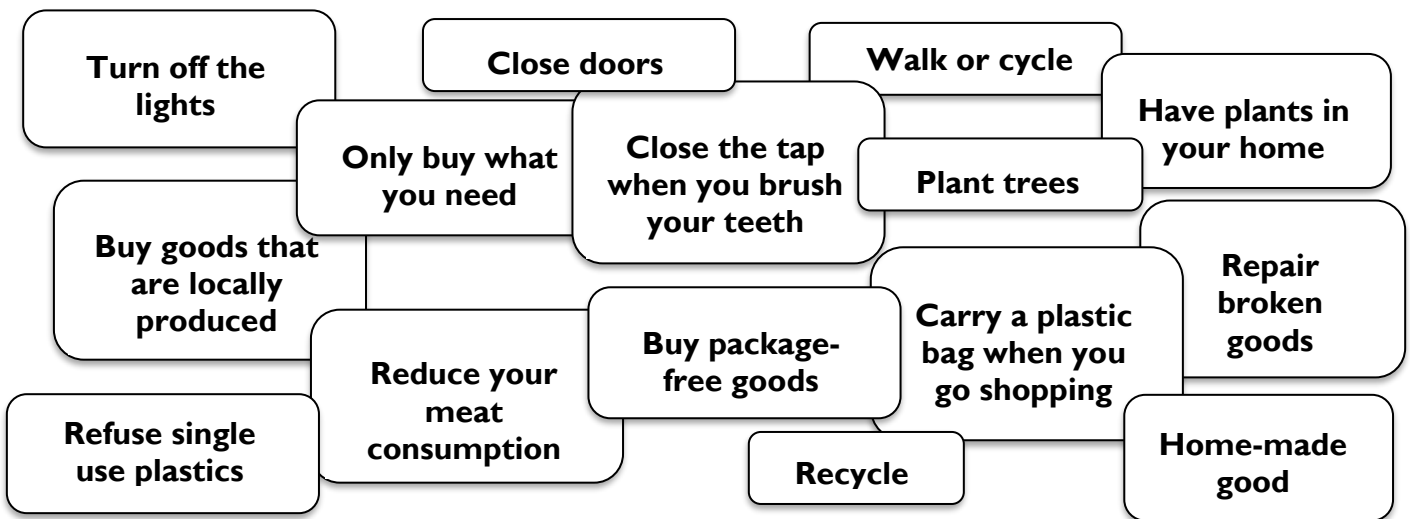 Turn off the
lights
Close doors
Walk or cycle
Have plants in
your home
Only buy what
you need
Close the tap
when you brush
your teeth
Plant trees
Buy goods that
are locally
produced
Repair
broken
goods
Carry a plastic
bag when you
go shopping
Buy package-
free goods
Reduce your
meat
consumption
Refuse single
use plastics
Recycle
Home-made
good